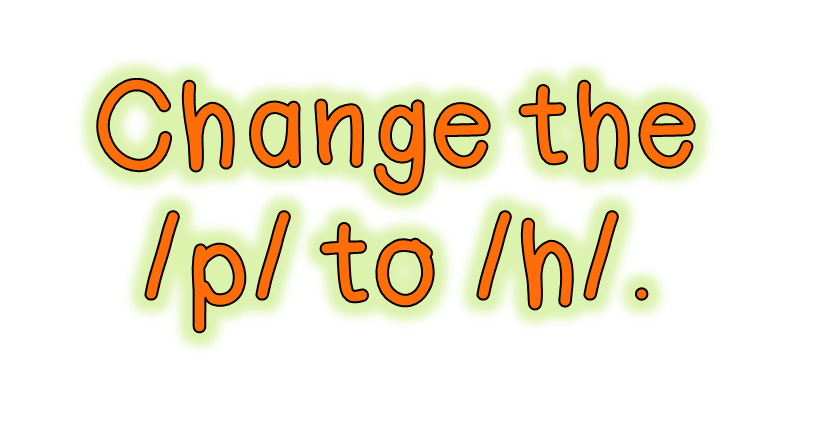 Change the
/p/ to /h/.